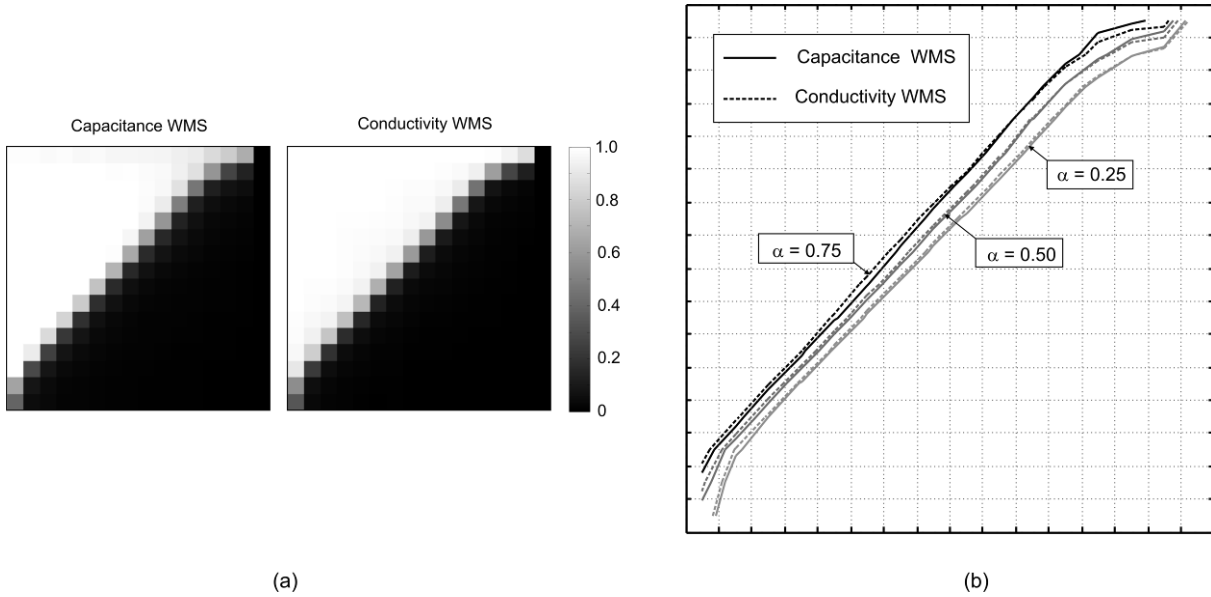 Capacitance WMS
Conductivity WMS
1.0
0.8
0.6
0.4
0.2
0
(a)
Capacitance WMS
Conductivity WMS
α = 0.25
α = 0.50
α = 0.75
(b)